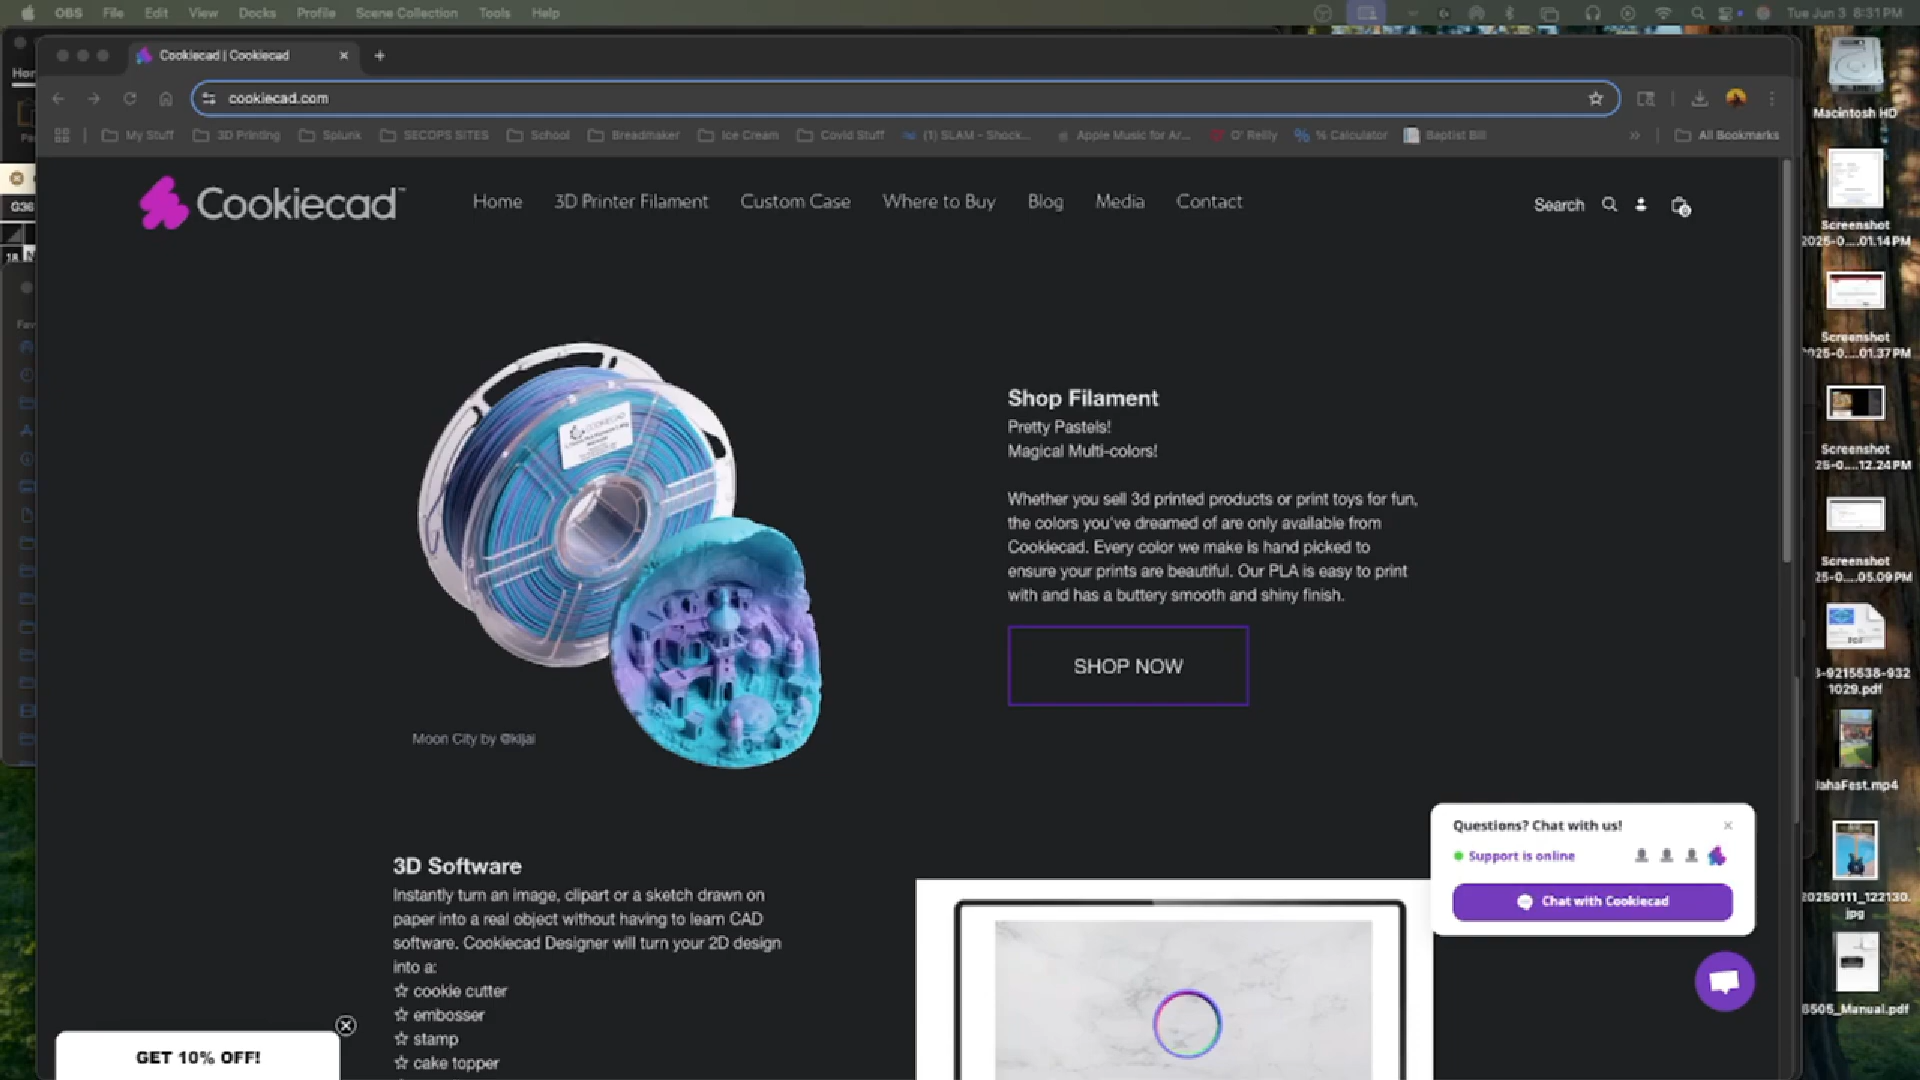 OBS File Edit View Docks Profile Scene Collection Tools Help
Tue Jun 3 6:31 PM
Cookiecad | Cookiecad
cookiecad.com
My Stuff 3D Printing Splunk SECOPS SITES School Breadmaker Ice Cream Covid Stuff (1) SLAM - Shock... Apple Music for Ar... O' Reilly % Calculator Baptist Bill All Bookmarks
Cookiecad™
Home 3D Printer Filament Custom Case Where to Buy Blog Media Contact
Search
0
Shop Filament
Pretty Pastels!
Magical Multi-colors!
Whether you sell 3d printed products or print toys for fun,
the colors you've dreamed of are only available from
Cookiecad. Every color we make is hand picked to
ensure your prints are beautiful. Our PLA is easy to print
with and has a buttery smooth and shiny finish.
SHOP NOW
COOKIECAD
Moon City by @kijai
3D Software
Instantly turn an image, clipart or a sketch drawn on
paper into a real object without having to learn CAD
software. Cookiecad Designer will turn your 2D design
into a:
☆ cookie cutter
☆ embosser
☆ stamp
☆ cake topper
GET 10% OFF!
Questions? Chat with us!
Support is online
Chat with Cookiecad
Hor
G36
18
Fav
Macintosh HD
Screenshot
2025-0....01.14 PM
Screenshot
025-0....01.37 PM
Screenshot
25-0....12.24 PM
Screenshot
25-0....05.09 PM
PDF
-9215538-932
1029.pdf
ahaFest.mp4
20250111_122130.
jpg
6505_Manual.pdf